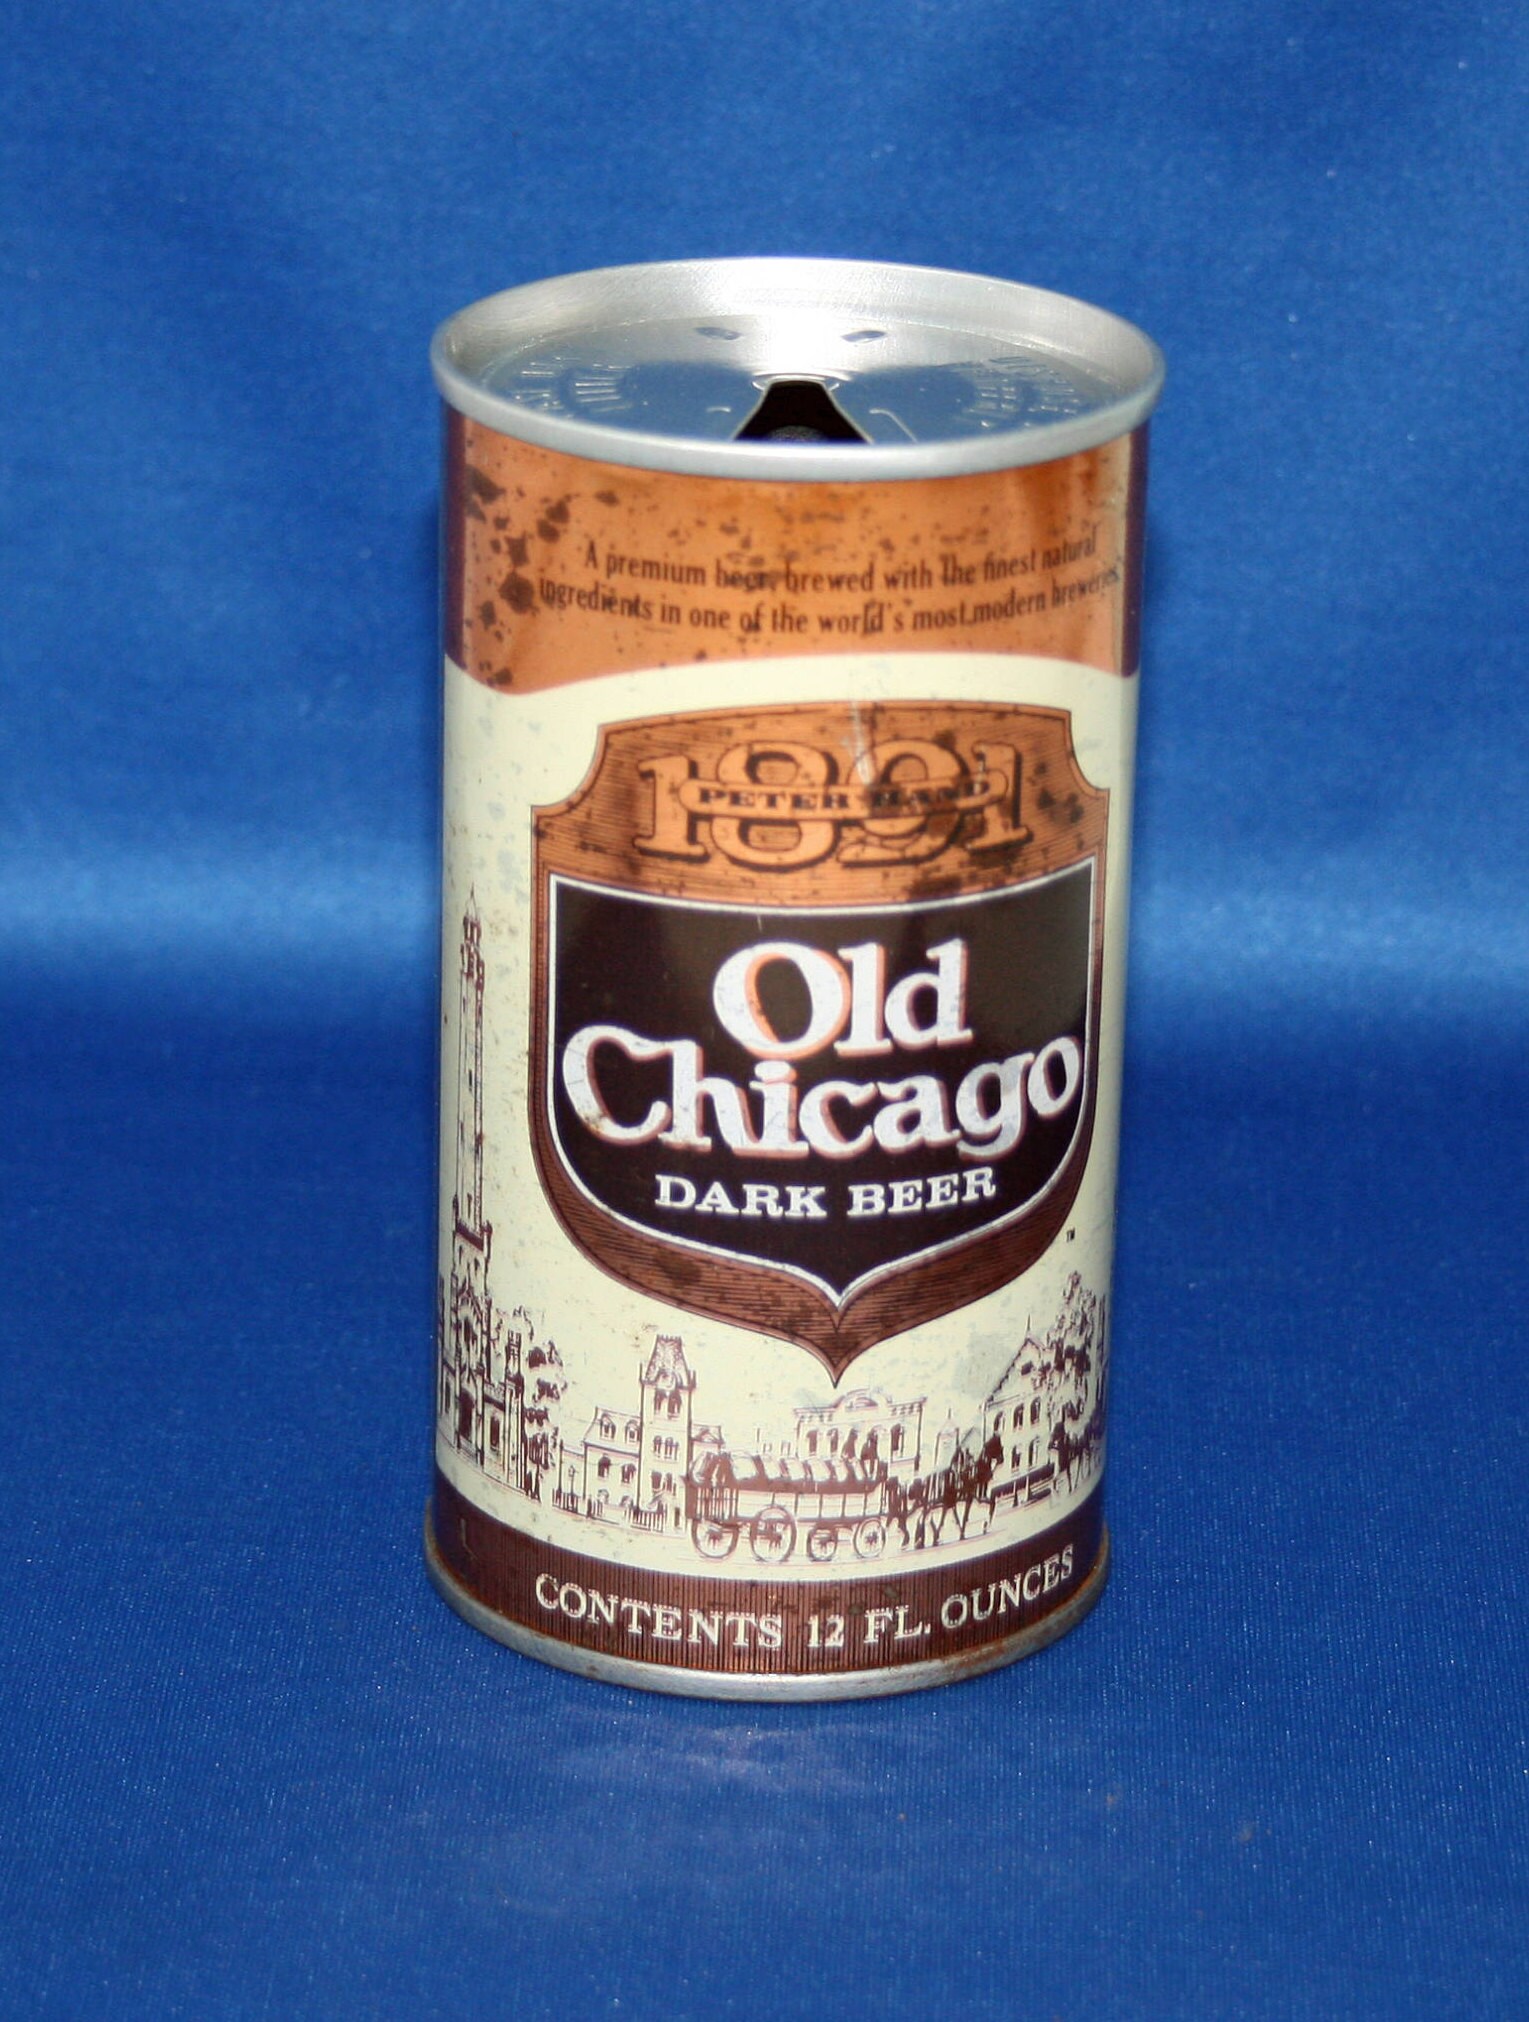 A premium beer, brewed with the finest natural
ingredients in one of the world's most modern breweries
1891
PETER HAND
Old
Chicago
DARK BEER
TM
CONTENTS 12 FL. OUNCES